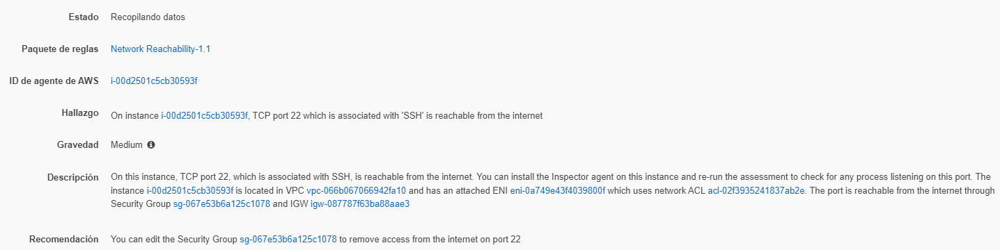 Estado Recopilando datos
Paquete de reglas Network Reachability-1.1
ID de agente de AWS i-00d2501c5cb30593f
Hallazgo On instance i-00d2501c5cb30593f, TCP port 22 which is associated with 'SSH' is reachable from the internet
Gravedad Medium
Descripción On this instance, TCP port 22, which is associated with SSH, is reachable from the internet. You can install the Inspector agent on this instance and re-run the assessment to check for any process listening on this port. The
instance i-00d2501c5cb30593f is located in VPC vpc-066b067066942fa10 and has an attached ENI eni-0a749e43f4039800f which uses network ACL acl-02f3935241837ab2e. The port is reachable from the internet through
Security Group sg-067e53b6a125c1078 and IGW igw-087787f63ba88aae3
Recomendación You can edit the Security Group sg-067e53b6a125c1078 to remove access from the internet on port 22